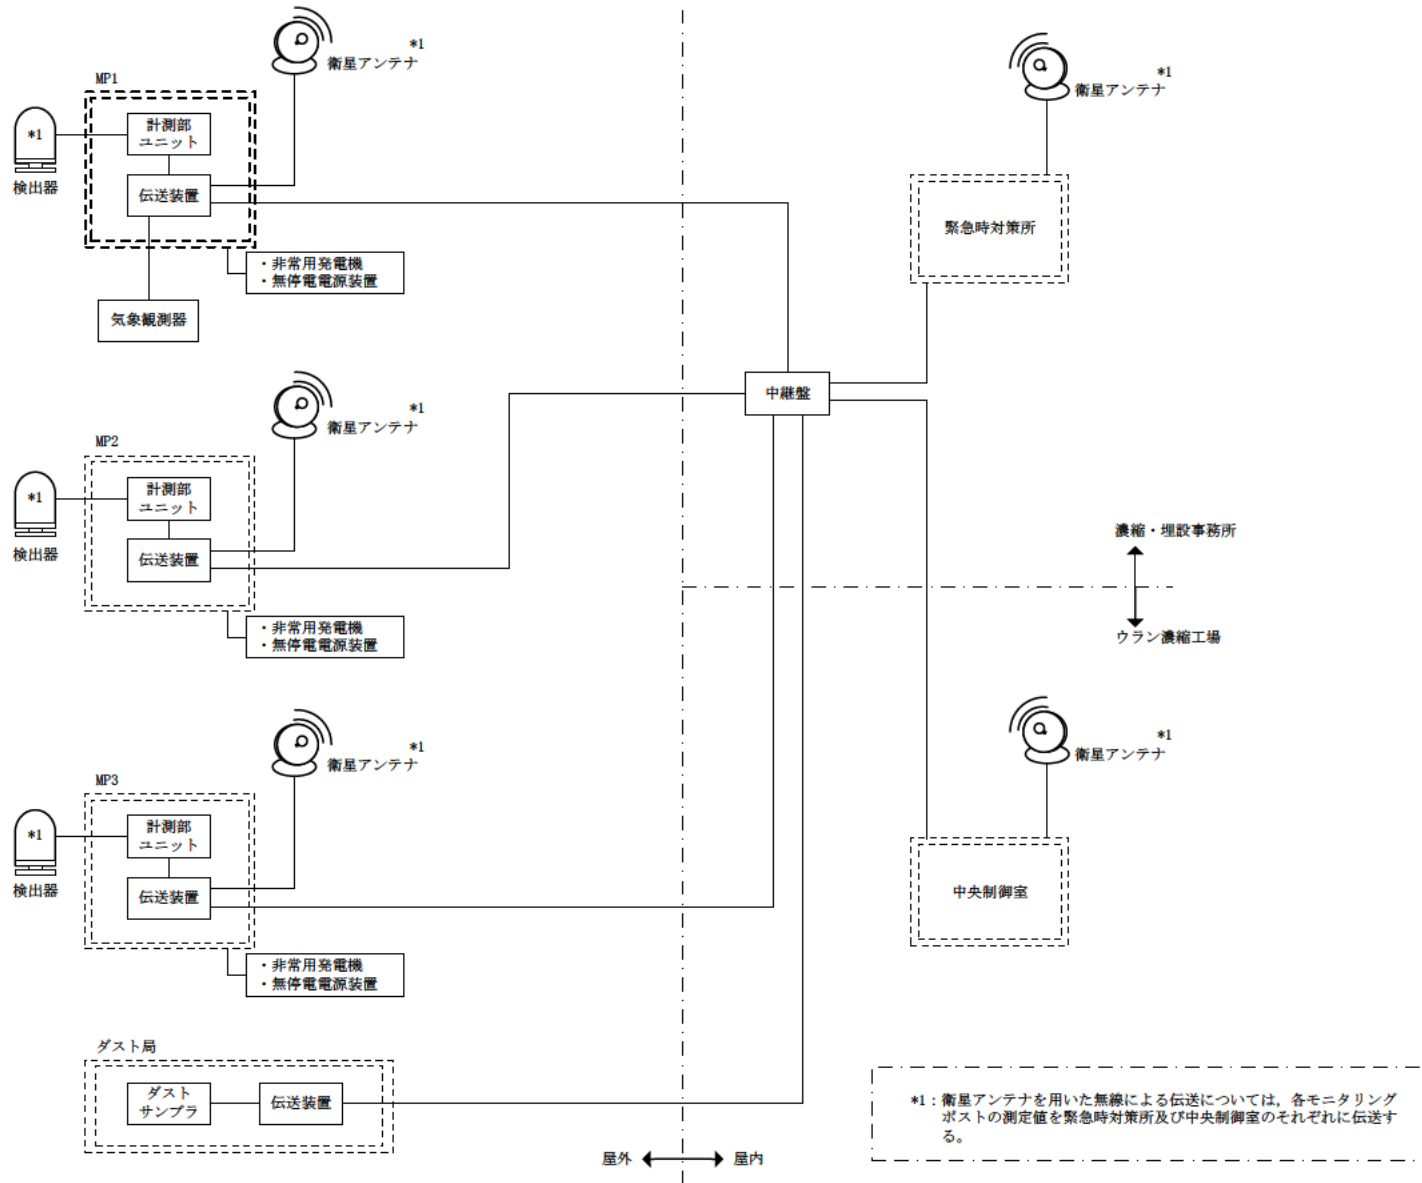 *1
衛星アンテナ
MP1
*1
検出器
計測部
ユニット
伝送装置
・非常用発電機
・無停電電源装置
気象観測器
*1
衛星アンテナ
緊急時対策所
中継盤
*1
衛星アンテナ
MP2
*1
検出器
計測部
ユニット
伝送装置
・非常用発電機
・無停電電源装置
濃縮・埋設事務所
ウラン濃縮工場
*1
衛星アンテナ
MP3
*1
検出器
計測部
ユニット
伝送装置
・非常用発電機
・無停電電源装置
*1
衛星アンテナ
中央制御室
ダスト局
ダスト
サンプラ
伝送装置
屋外
屋内
*1：衛星アンテナを用いた無線による伝送については，各モニタリング
ポストの測定値を緊急時対策所及び中央制御室のそれぞれに伝送す
る。